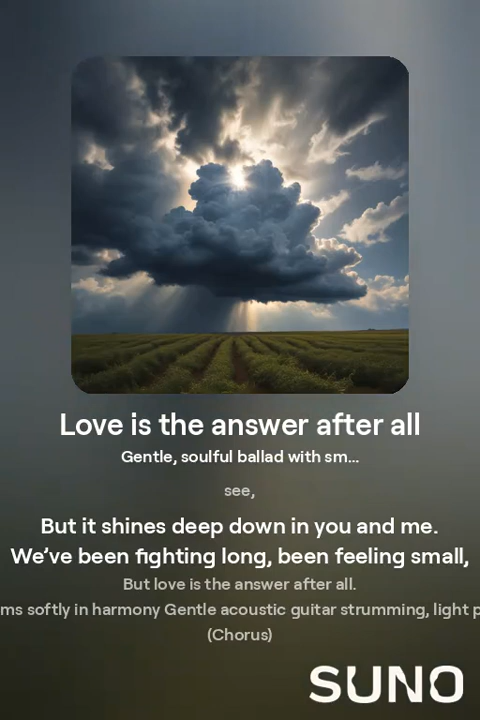 Love is the answer after all
Gentle, soulful ballad with sm...
see,
But it shines deep down in you and me.
We've been fighting long, been feeling small,
But love is the answer after all.
ms softly in harmony Gentle acoustic guitar strumming, light p
(Chorus)
SUNO